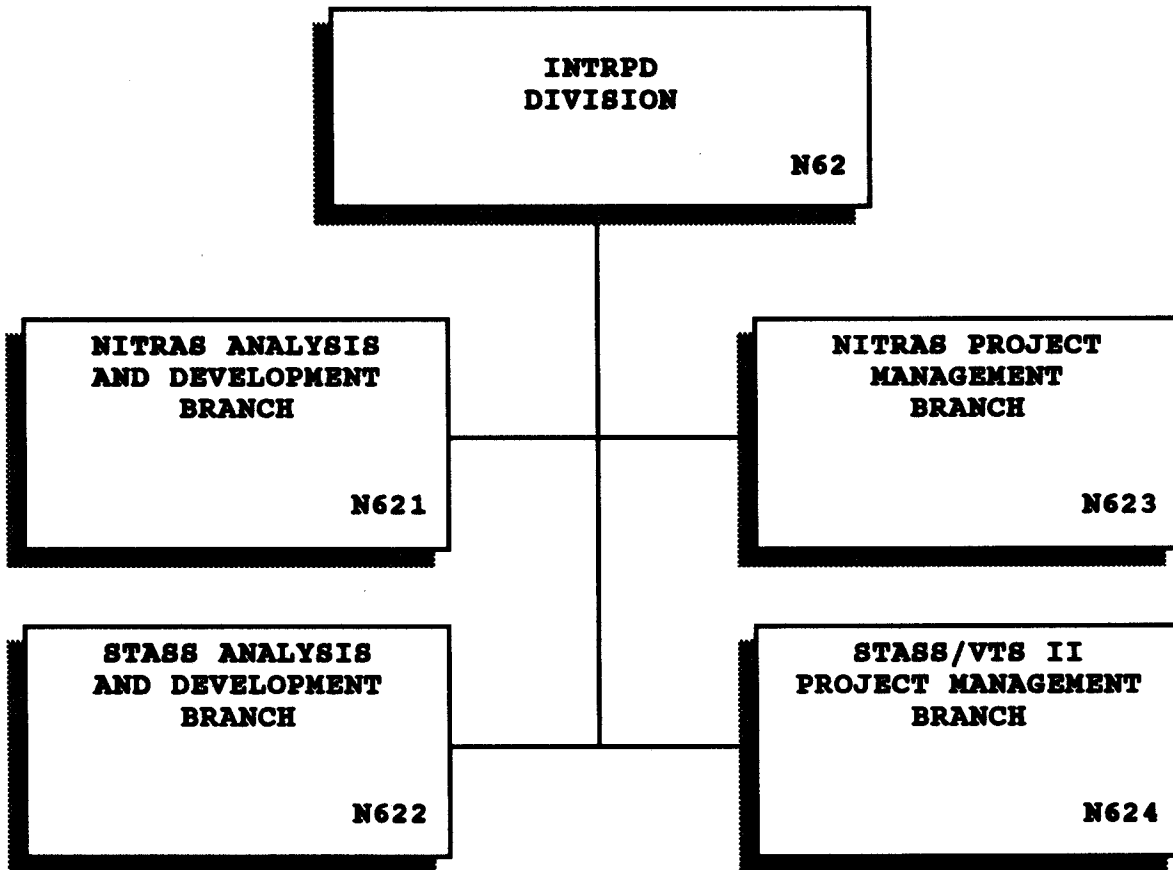 INTRPD
DIVISION
N62
NITRAS ANALYSIS
AND DEVELOPMENT
BRANCH
N621
NITRAS PROJECT
MANAGEMENT
BRANCH
N623
STASS ANALYSIS
AND DEVELOPMENT
BRANCH
N622
STASS/VTS II
PROJECT MANAGEMENT
BRANCH
N624